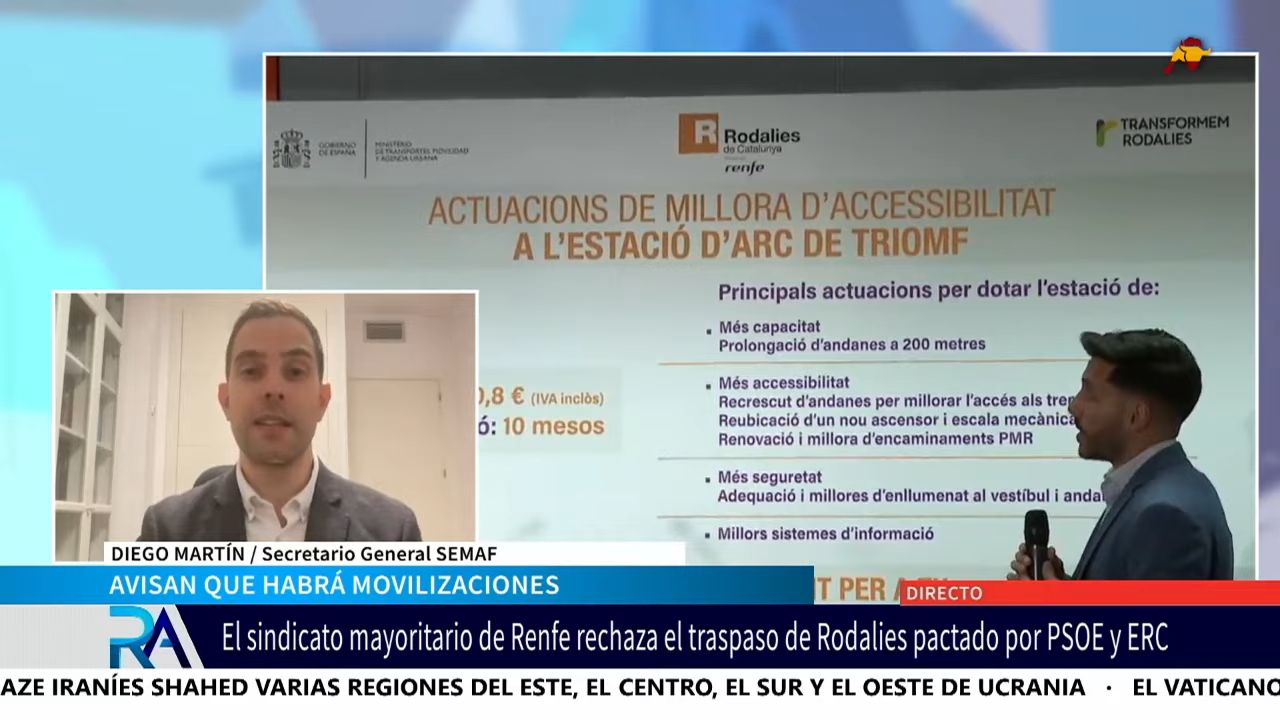 GOBIERNO
DE ESPAÑA
MINISTERIO
DE TRANSPORTES, MOVILIDAD
Y AGENDA URBANA
R Rodalies
de Catalunya
renfe
TRANSFORMEM
RODALIES
ACTUACIONS DE MILLORA D'ACCESSIBILITAT
A L'ESTACIÓ D'ARC DE TRIOMF
Principals actuacions per dotar l'estació de:
▪ Més capacitat
Prolongació d'andanes a 200 metres
0,8 € (IVA inclòs)
ó: 10 mesos
▪ Més accessibilitat
Recrescut d'andanes per millorar l'accés als tren
Reubicació d'un nou ascensor i escala mecànica
Renovació i millora d'encaminaments PMR
▪ Més seguretat
Adequació i millores d'enllumenat al vestíbul i anda
▪ Millors sistemes d'informació
DIEGO MARTÍN / Secretario General SEMAF
AVISAN QUE HABRÁ MOVILIZACIONES
PER A
DIRECTO
RA
El sindicato mayoritario de Renfe rechaza el traspaso de Rodalies pactado por PSOE y ERC
AZE IRANÍES SHAHED VARIAS REGIONES DEL ESTE, EL CENTRO, EL SUR Y EL OESTE DE UCRANIA · EL VATICANO